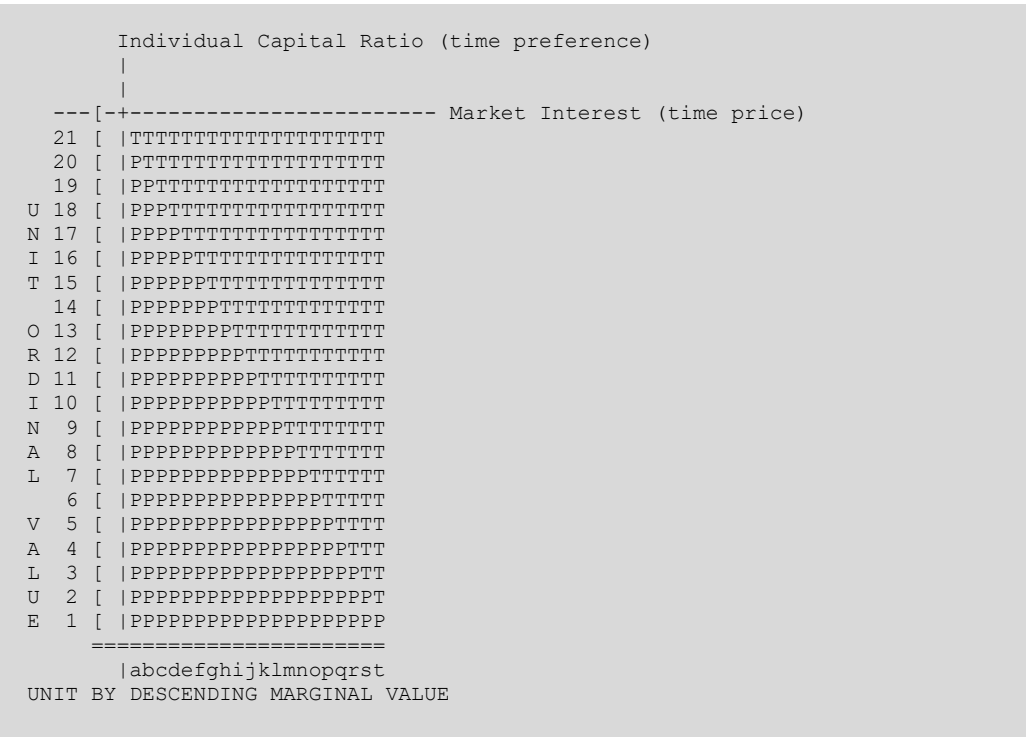 Individual Capital Ratio (time preference)
       |
       |
  ---[-+------------------------ Market Interest (time price)
  21 [ |TTTTTTTTTTTTTTTTTTTT
  20 [ |PTTTTTTTTTTTTTTTTTTT
  19 [ |PPTTTTTTTTTTTTTTTTTT
U 18 [ |PPPTTTTTTTTTTTTTTTTT
N 17 [ |PPPPTTTTTTTTTTTTTTTT
I 16 [ |PPPPPTTTTTTTTTTTTTTT
T 15 [ |PPPPPPTTTTTTTTTTTTTT
  14 [ |PPPPPPPTTTTTTTTTTTTT
O 13 [ |PPPPPPPPTTTTTTTTTTTT
R 12 [ |PPPPPPPPPTTTTTTTTTTT
D 11 [ |PPPPPPPPPPTTTTTTTTTT
I 10 [ |PPPPPPPPPPPTTTTTTTTT
N  9 [ |PPPPPPPPPPPPTTTTTTTT
A  8 [ |PPPPPPPPPPPPPTTTTTTT
L  7 [ |PPPPPPPPPPPPPPTTTTTT
   6 [ |PPPPPPPPPPPPPPPTTTTT
V  5 [ |PPPPPPPPPPPPPPPPTTTT
A  4 [ |PPPPPPPPPPPPPPPPPTTT
L  3 [ |PPPPPPPPPPPPPPPPPPTT
U  2 [ |PPPPPPPPPPPPPPPPPPPT
E  1 [ |PPPPPPPPPPPPPPPPPPPP
     =======================
       |abcdefghijklmnopqrst
UNIT BY DESCENDING MARGINAL VALUE